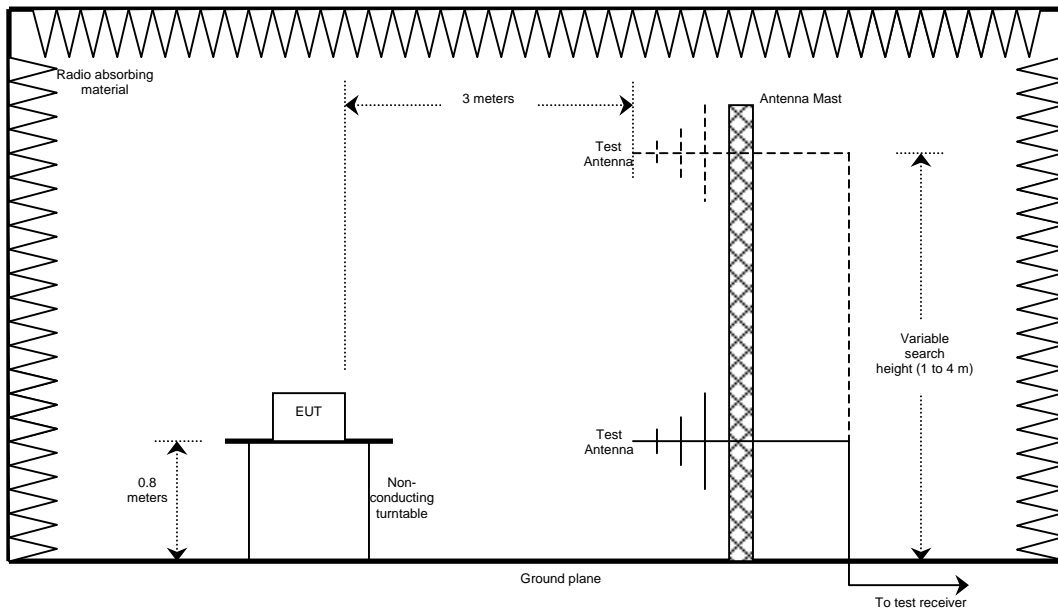 Radio absorbing
material
3 meters
Antenna Mast
Test
Antenna
Variable
search
height (1 to 4 m)
EUT
Test
Antenna
0.8
meters
Non-
conducting
turntable
Ground plane
To test receiver